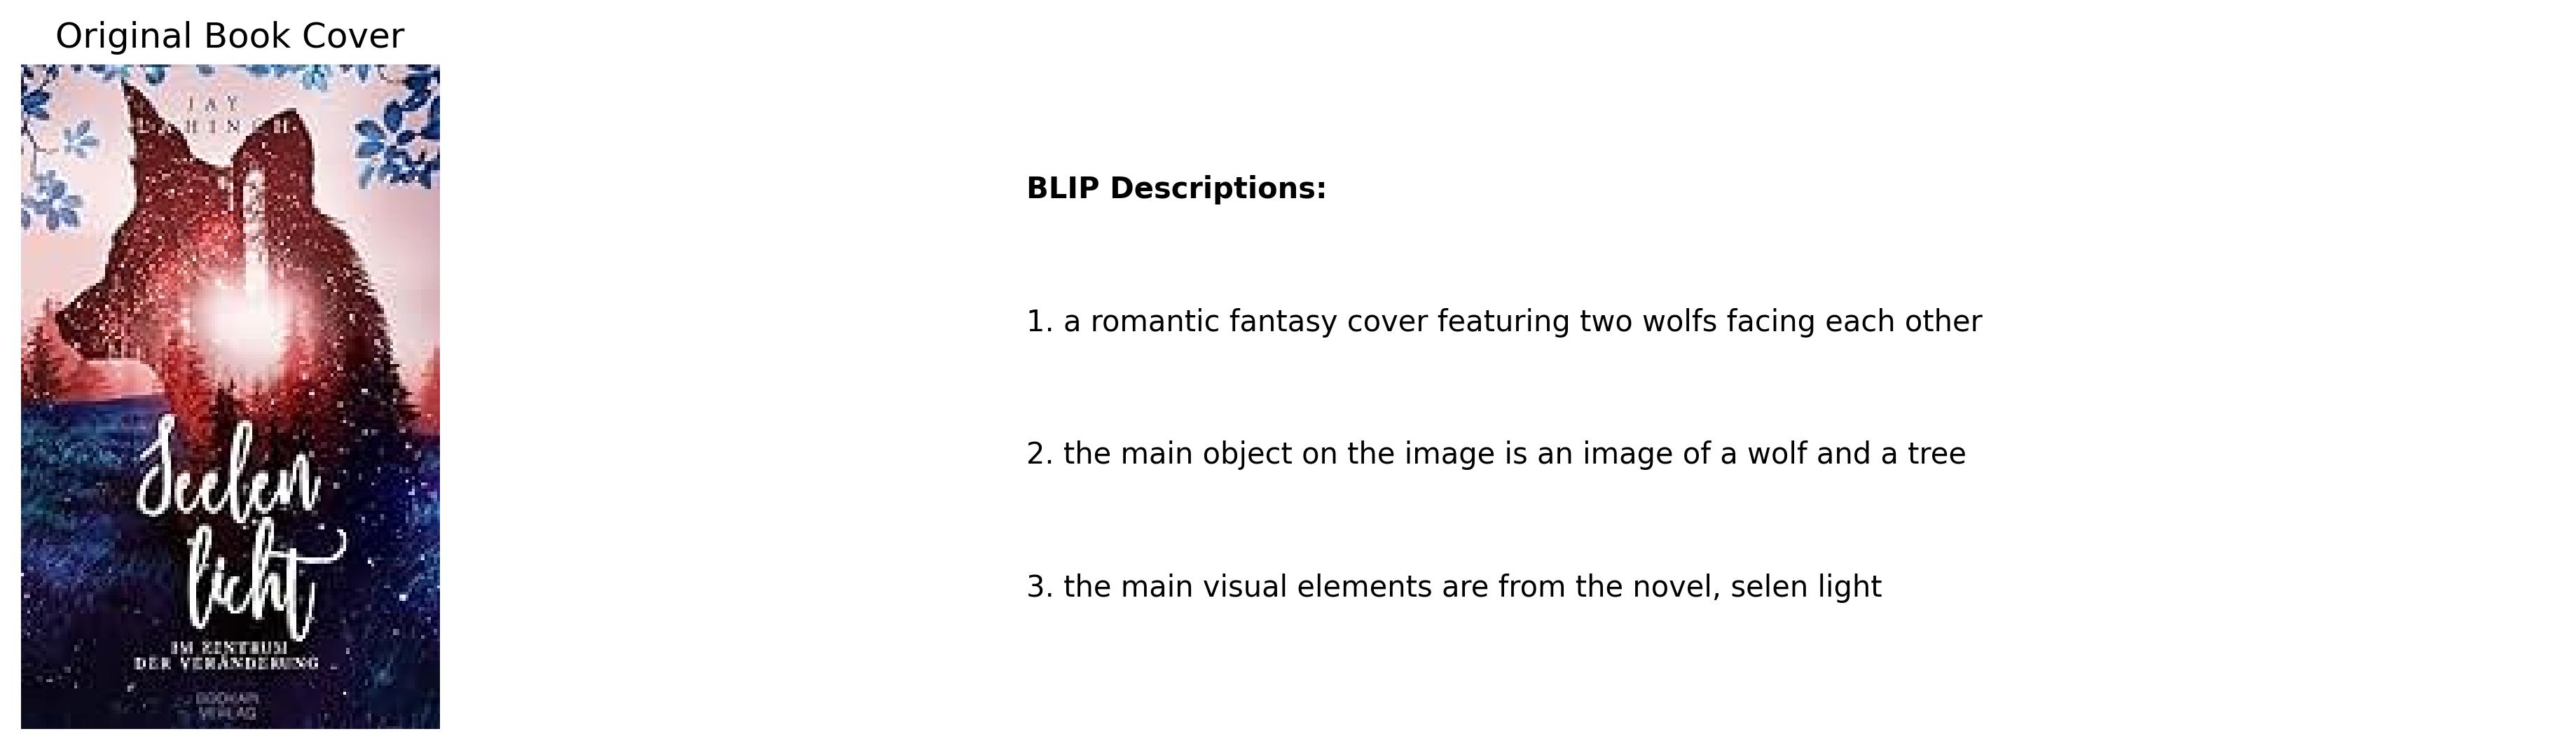 Original Book Cover
JAY
LAHINCH
Seelen
licht
IM ZENTRUM
DER VERÄNDERUNG
VERLAG
BLIP Descriptions:
1. a romantic fantasy cover featuring two wolfs facing each other
2. the main object on the image is an image of a wolf and a tree
3. the main visual elements are from the novel, selen light